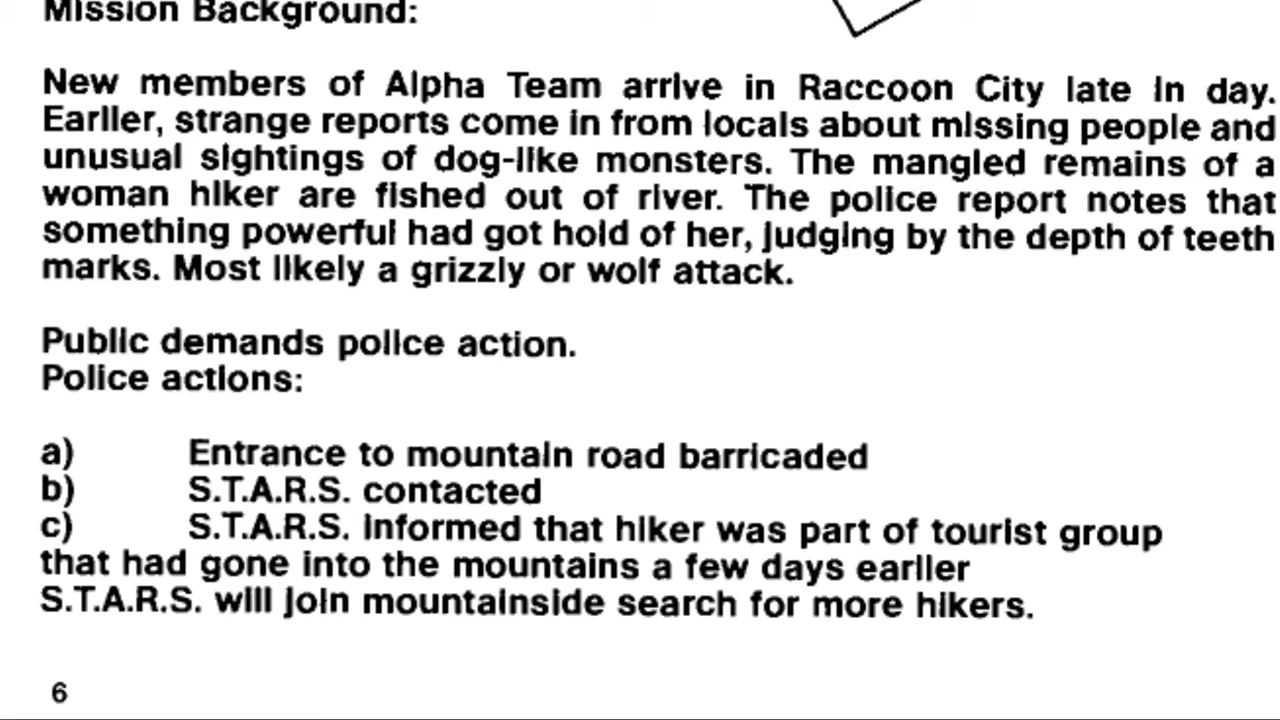 Mission Background:
New members of Alpha Team arrive in Raccoon City late in day.
Earlier, strange reports come in from locals about missing people and
unusual sightings of dog-like monsters. The mangled remains of a
woman hiker are fished out of river. The police report notes that
something powerful had got hold of her, judging by the depth of teeth
marks. Most likely a grizzly or wolf attack.
Public demands police action.
Police actions:
a) Entrance to mountain road barricaded
b) S.T.A.R.S. contacted
c) S.T.A.R.S. informed that hiker was part of tourist group
that had gone into the mountains a few days earlier
S.T.A.R.S. will join mountainside search for more hikers.
6